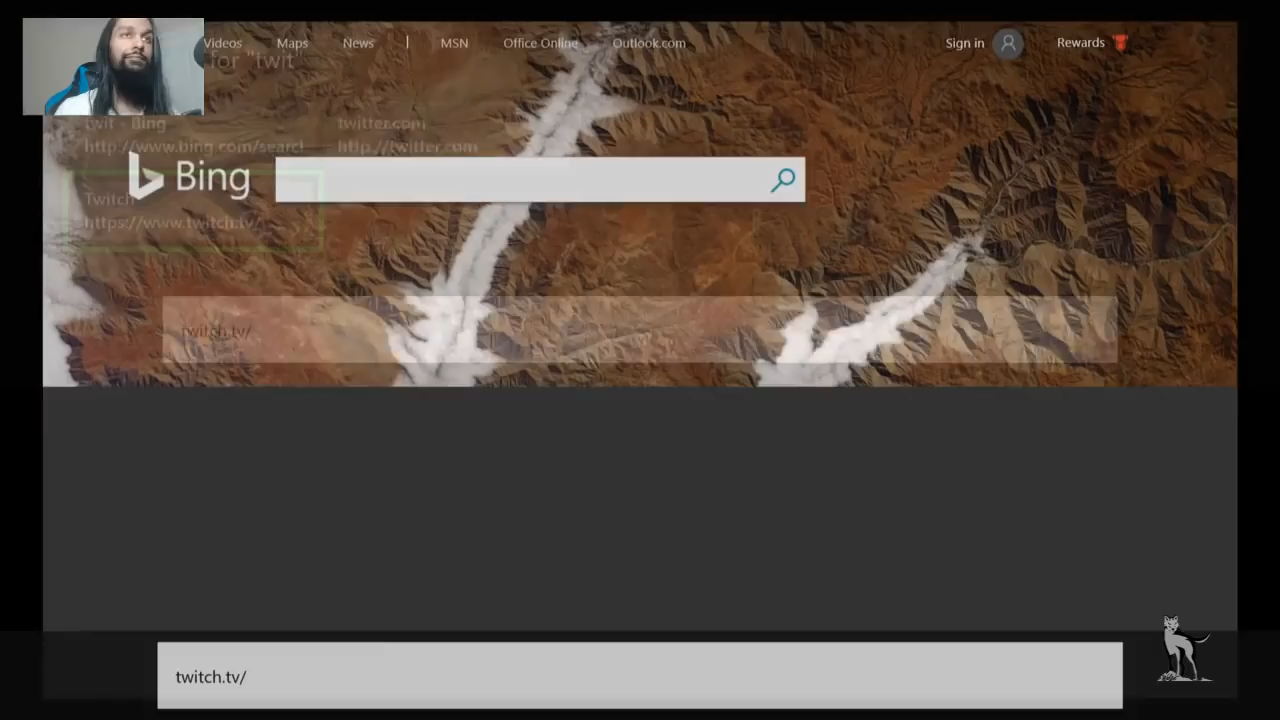 Videos Maps News | MSN Office Online Outlook.com Sign in Rewards
for "twit"
twit - Bing twitter.com
http://www.bing.com/search http://twitter.com
Bing
Twitch
https://www.twitch.tv/
twitch.tv/
twitch.tv/